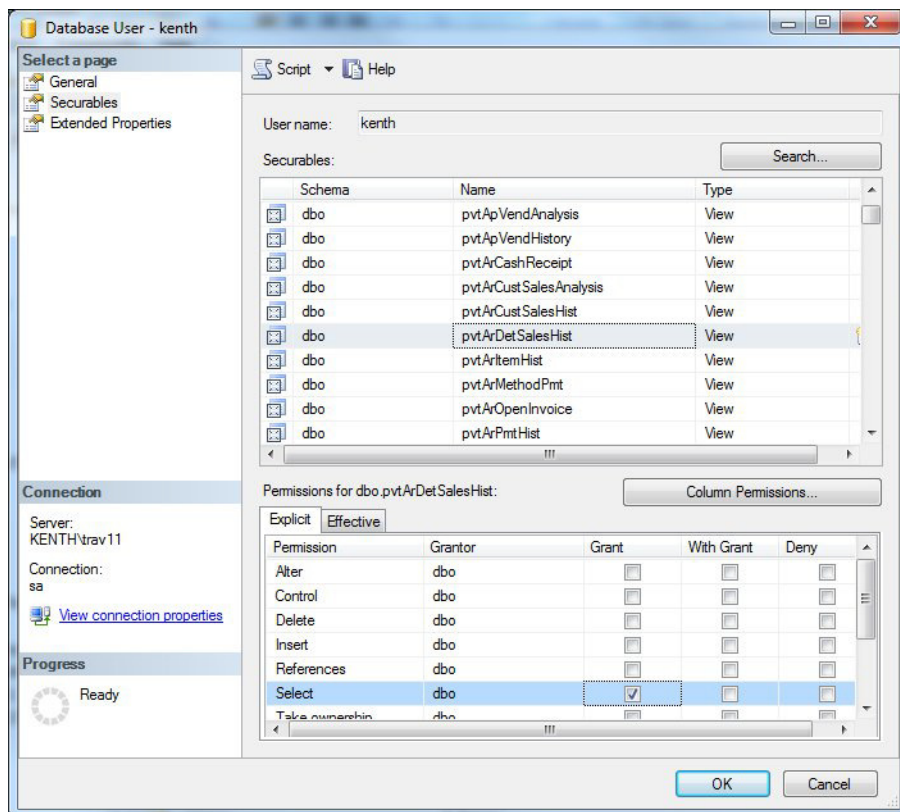 Database User - kenth
Select a page
General
Securables
Extended Properties
Script Help
User name: kenth
Securables: Search...
Schema Name Type
dbo pvtApVendAnalysis View
dbo pvtApVendHistory View
dbo pvtArCashReceipt View
dbo pvtArCustSalesAnalysis View
dbo pvtArCustSalesHist View
dbo pvtArDetSalesHist View
dbo pvtArItemHist View
dbo pvtArMethodPmt View
dbo pvtArOpenInvoice View
dbo pvtArPmtHist View
Connection
Server:
KENTH\trav11
Connection:
sa
View connection properties
Progress
Ready
Permissions for dbo.pvtArDetSalesHist: Column Permissions...
Explicit Effective
Permission Grantor Grant With Grant Deny
Alter dbo
Control dbo
Delete dbo
Insert dbo
References dbo
Select dbo
Take ownership dbo
OK Cancel